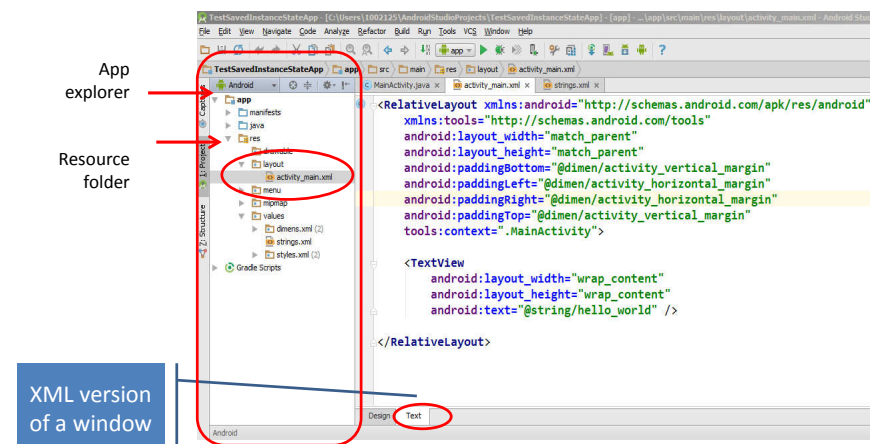 TestSavedInstanceStateApp - [C:\Users\1002125\AndroidStudioProjects\TestSavedInstanceStateApp] - [app] - ...\app\src\main\res\layout\activity_main.xml - Android Stu
File Edit View Navigate Code Analyze Refactor Build Run Tools VCS Window Help
app
TestSavedInstanceStateApp app src main res layout activity_main.xml
App
explorer
Android
MainActivity.java × activity_main.xml × strings.xml ×
app
manifests
java
res
drawable
layout
activity_main.xml
menu
mipmap
values
dimens.xml (2)
strings.xml
styles.xml (2)
Gradle Scripts
Captures
1: Project
Z: Structure
Resource
folder
<RelativeLayout xmlns:android="http://schemas.android.com/apk/res/android"
xmlns:tools="http://schemas.android.com/tools"
android:layout_width="match_parent"
android:layout_height="match_parent"
android:paddingBottom="@dimen/activity_vertical_margin"
android:paddingLeft="@dimen/activity_horizontal_margin"
android:paddingRight="@dimen/activity_horizontal_margin"
android:paddingTop="@dimen/activity_vertical_margin"
tools:context=".MainActivity">
<TextView
android:layout_width="wrap_content"
android:layout_height="wrap_content"
android:text="@string/hello_world" />
</RelativeLayout>
XML version
of a window
Design Text
Android